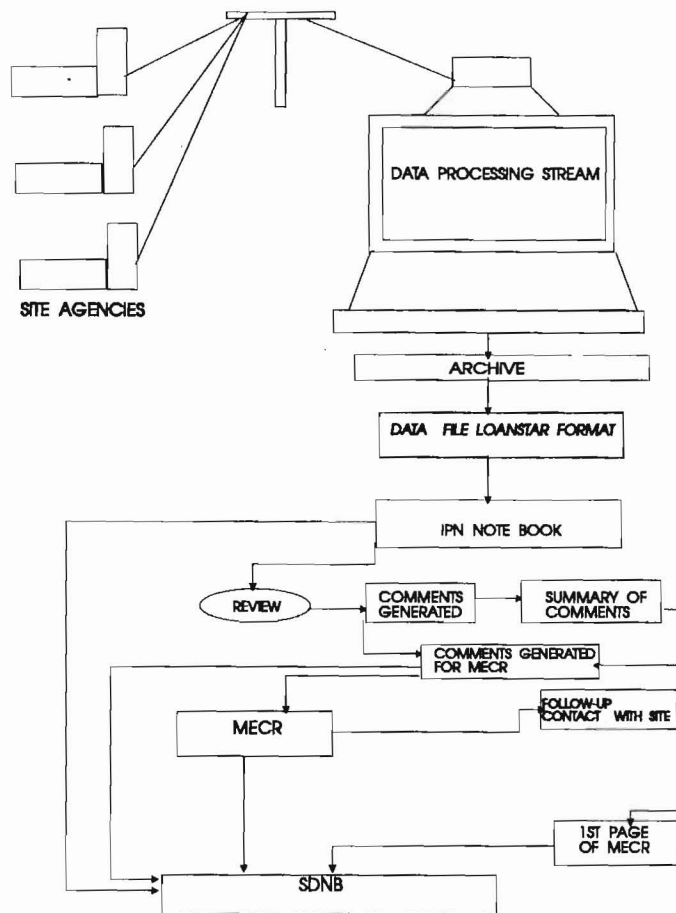 DATA PROCESSING STREAM
SITE AGENCIES
ARCHIVE
DATA FILE LOANSTAR FORMAT
IPN NOTE BOOK
REVIEW
COMMENTS
GENERATED
SUMMARY OF
COMMENTS
COMMENTS GENERATED
FOR MECR
FOLLOW-UP
CONTACT WITH SITE
MECR
1ST PAGE
OF MECR
SDNB